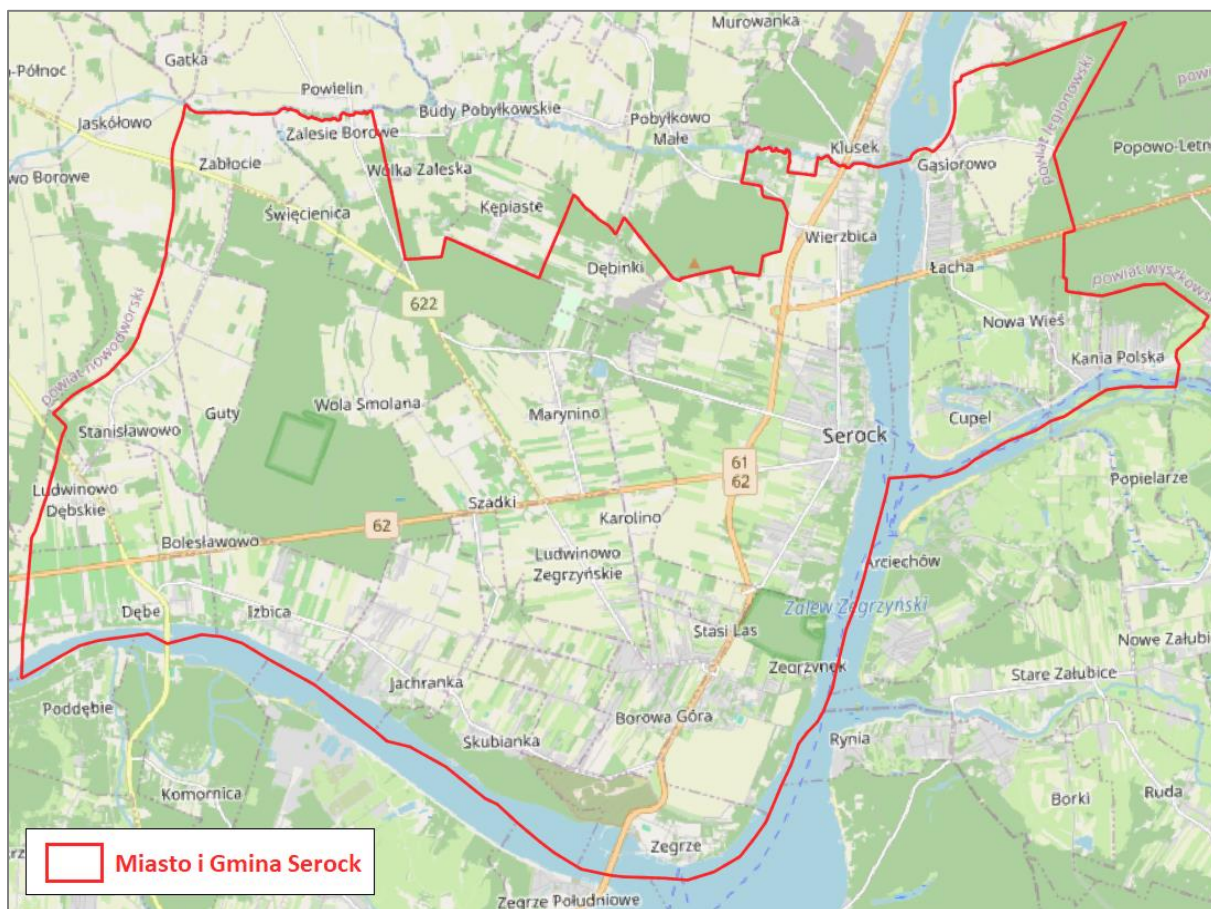 Murowanka
Gatka
o-Północ
Powielin
powia
Budy Pobyłkowskie
Jaskółowo
Pobyłkowo
Małe
Zalesie Borowe
Klusek
powiat legionowski
Popowo-Letn
Zabłocie
Gąsiorowo
wo Borowe
Wólka Zaleska
Święcienica
Kępiaste
Wierzbica
Dębinki
Łacha
powiat wyszkowsk
622
Nowa Wieś
powiat nowodworski
Kania Polska
Guty
Wola Smolana
Marynino
Cupel
Stanisławowo
Serock
61
62
Popielarze
Ludwinowo
Dębskie
Szadki
Karolino
62
Bolesławowo
Ludwinowo
Zegrzyńskie
Arciechów
Dębe
Izbica
Zalew Zegrzyński
Stasi Las
Nowe Załubic
Zegrzynek
Stare Załubice
Jachranka
Poddębie
Borowa Góra
Skubianka
Rynia
Komornica
Borki
Ruda
Zegrze
Miasto i Gmina Serock
Zegrze Południowe